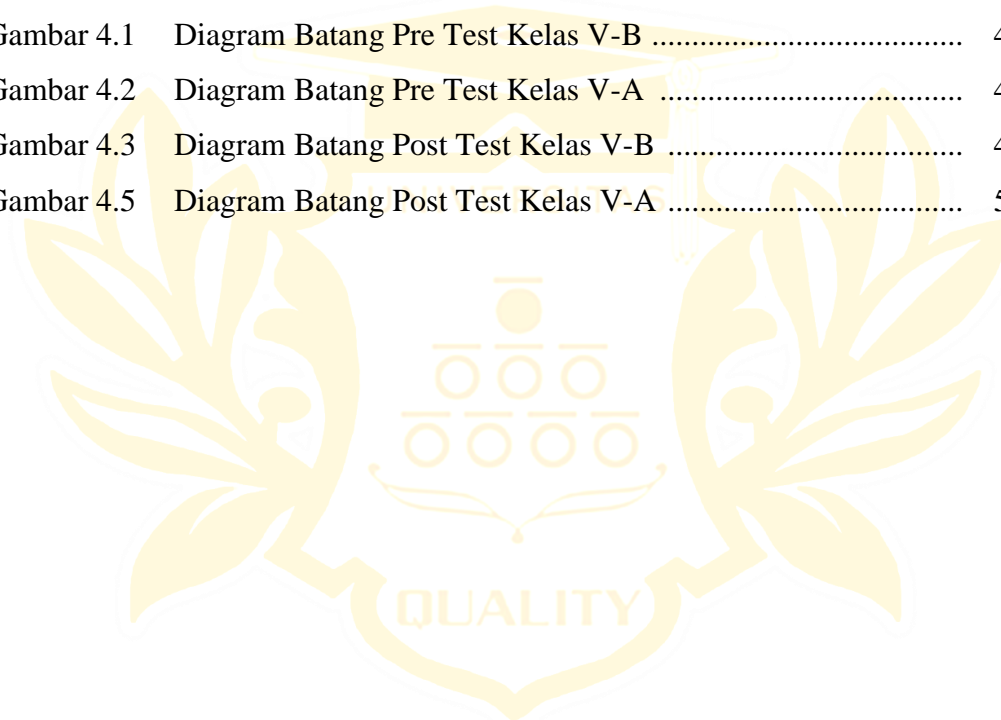 Gambar 4.1 Diagram Batang Pre Test Kelas V-B ....................................... 4
Gambar 4.2 Diagram Batang Pre Test Kelas V-A ...................................... 4
Gambar 4.3 Diagram Batang Post Test Kelas V-B ..................................... 4
Gambar 4.5 Diagram Batang Post Test Kelas V-A ..................................... 5
UNIVERSITAS
QUALITY